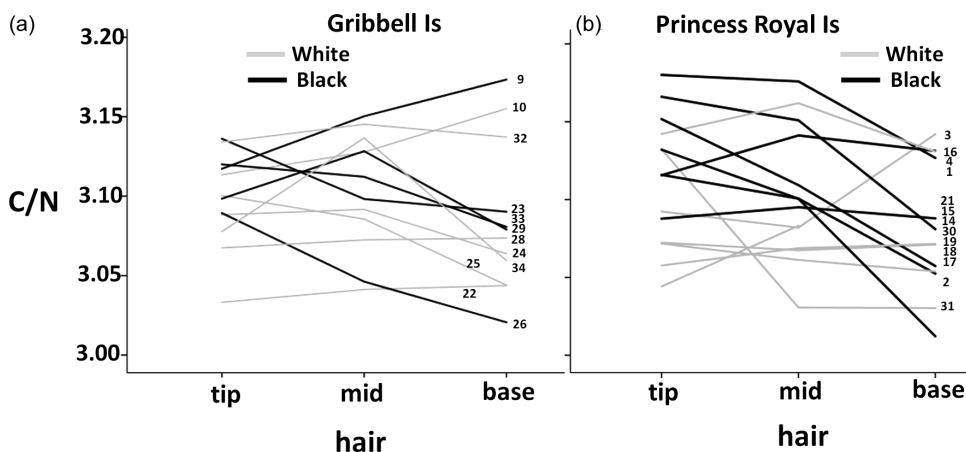 (a)
Gribbell Is
White
Black
C/N
3.20
3.15
3.10
3.05
3.00
9
10
32
23
33
29
28
24
25
34
22
26
tip mid base
hair
(b)
Princess Royal Is
White
Black
3
16
4
1
21
15
14
30
19
18
17
2
31
tip mid base
hair